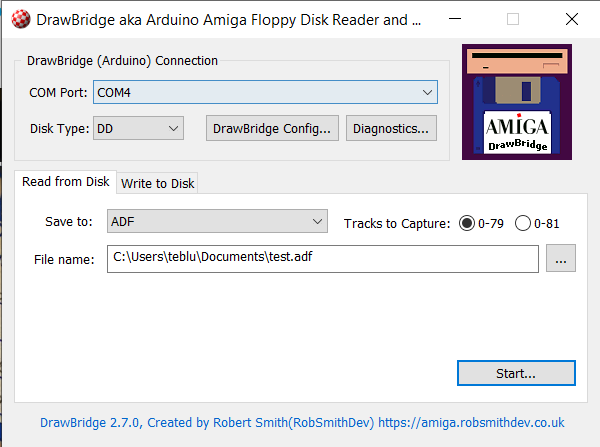 DrawBridge aka Arduino Amiga Floppy Disk Reader and ...
DrawBridge (Arduino) Connection
COM Port: COM4
Disk Type: DD DrawBridge Config... Diagnostics...
AMIGA
DrawBridge
Read from Disk Write to Disk
Save to: ADF Tracks to Capture: 0-79 0-81
File name: C:\Users\teblu\Documents\test.adf ...
Start...
DrawBridge 2.7.0, Created by Robert Smith(RobSmithDev) https://amiga.robsmithdev.co.uk